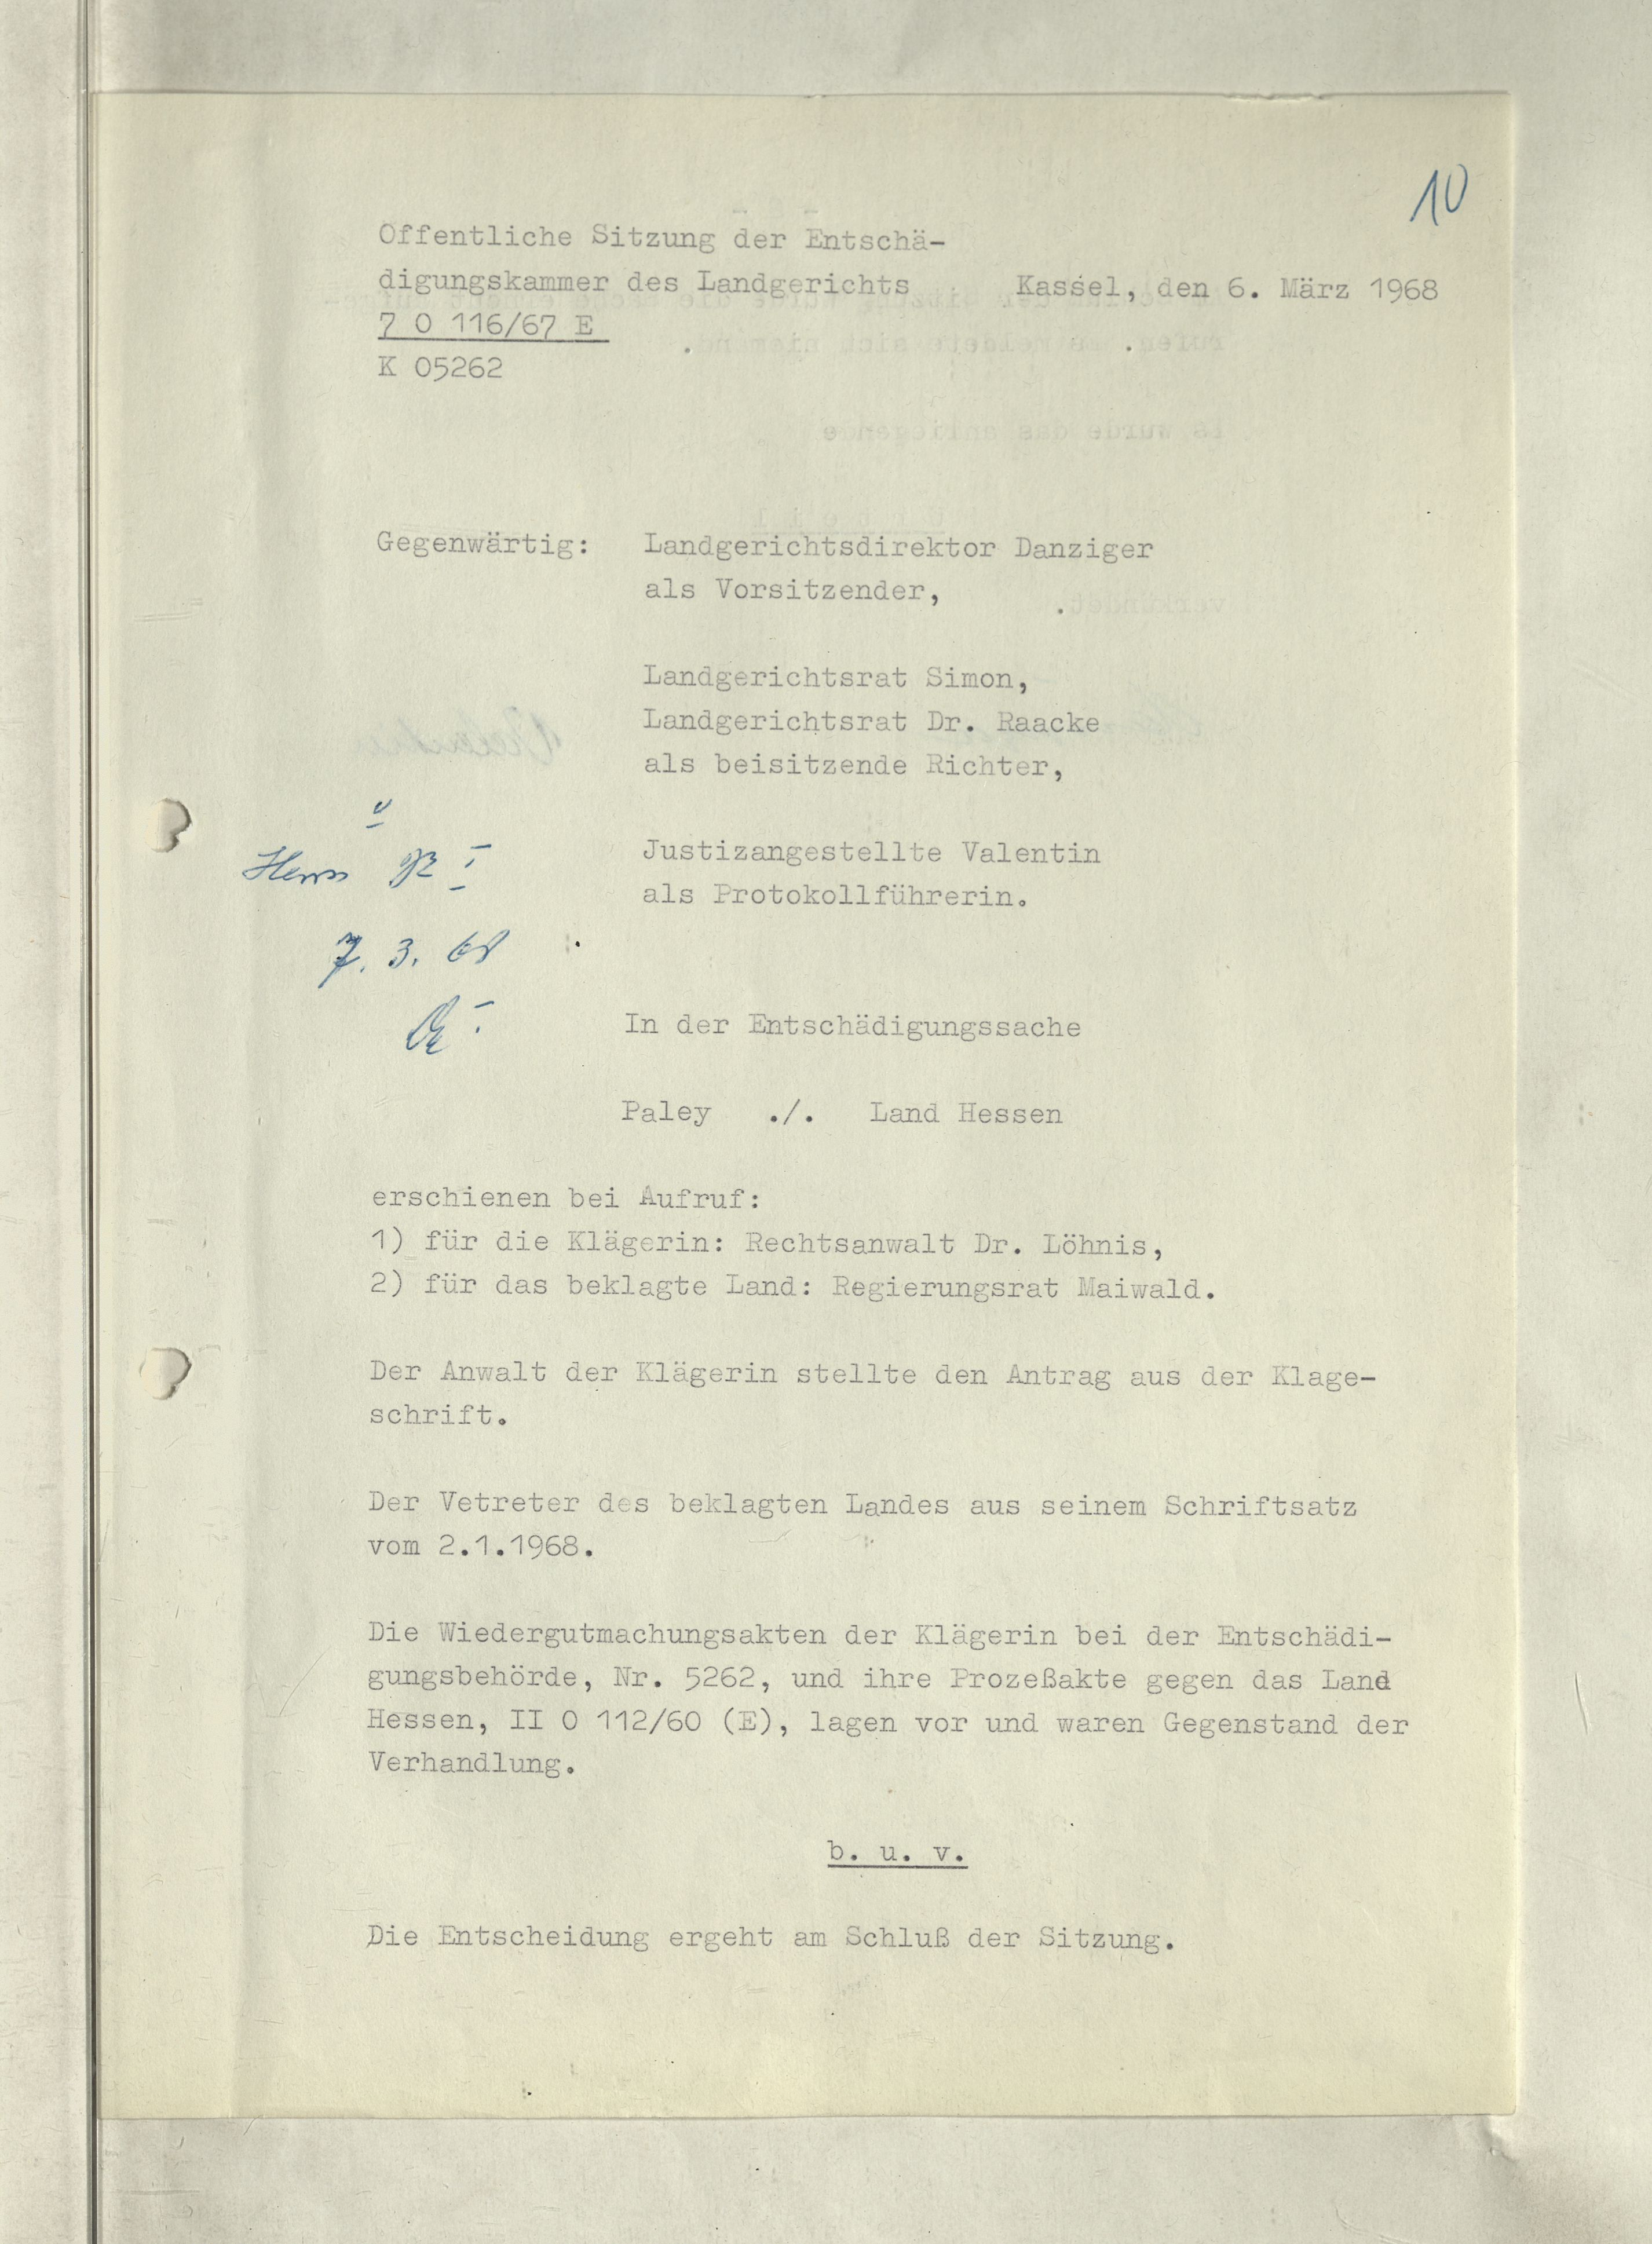 10
Öffentliche Sitzung der Entschä-
digungskammer des Landgerichts Kassel, den 6. März 1968
7 O 116/67 E
K 05262
Gegenwärtig: Landgerichtsdirektor Danziger
als Vorsitzender,
Landgerichtsrat Simon,
Landgerichtsrat Dr. Raacke
als beisitzende Richter,
Justizangestellte Valentin
als Protokollführerin.
Herrn
7. 3. 68
In der Entschädigungssache
Paley ./. Land Hessen
erschienen bei Aufruf:
1) für die Klägerin: Rechtsanwalt Dr. Löhnis,
2) für das beklagte Land: Regierungsrat Maiwald.
Der Anwalt der Klägerin stellte den Antrag aus der Klage-
schrift.
Der Vetreter des beklagten Landes aus seinem Schriftsatz
vom 2.1.1968.
Die Wiedergutmachungsakten der Klägerin bei der Entschädi-
gungsbehörde, Nr. 5262, und ihre Prozeßakte gegen das Land
Hessen, II O 112/60 (E), lagen vor und waren Gegenstand der
Verhandlung.
b. u. v.
Die Entscheidung ergeht am Schluß der Sitzung.